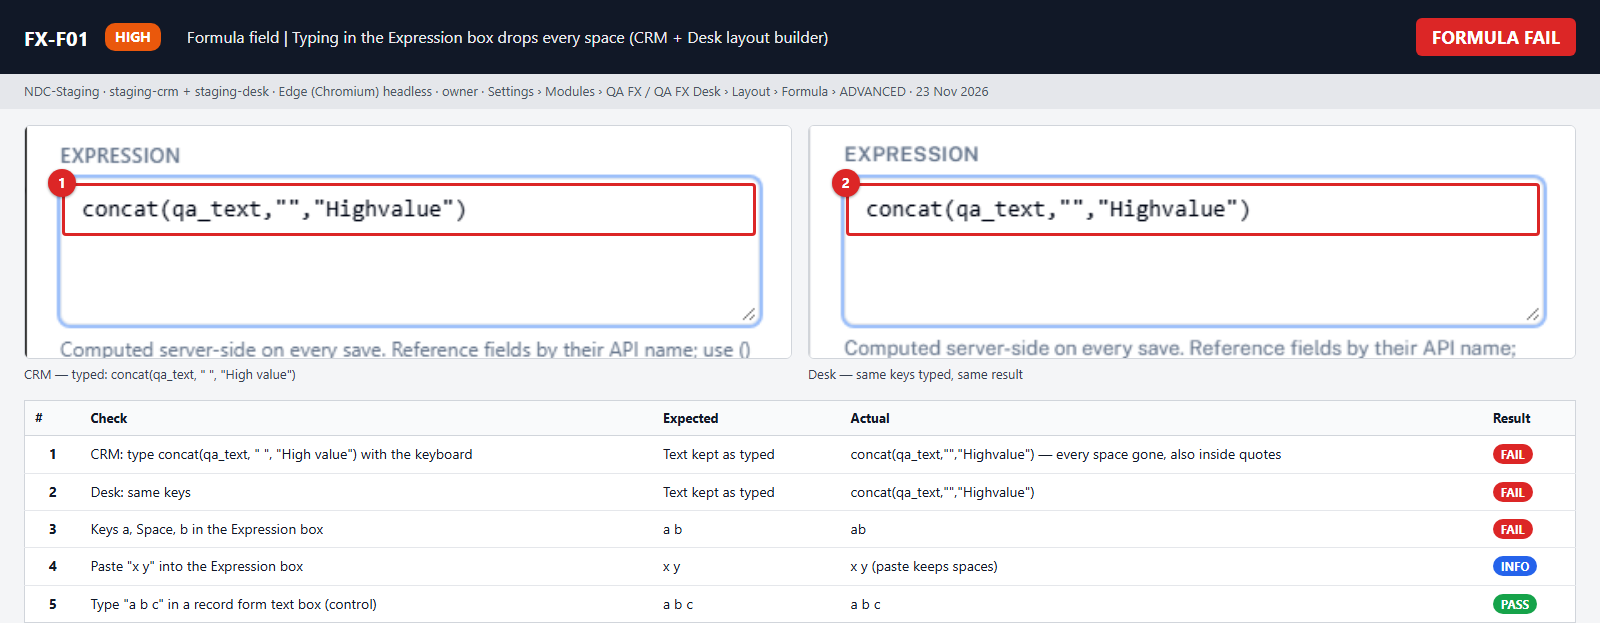 FX-F01 HIGH Formula field | Typing in the Expression box drops every space (CRM + Desk layout builder) FORMULA FAIL
NDC-Staging · staging-crm + staging-desk · Edge (Chromium) headless · owner · Settings › Modules › QA FX / QA FX Desk › Layout › Formula › ADVANCED · 23 Nov 2026
EXPRESSION
1
concat(qa_text,"","Highvalue")
Computed server-side on every save. Reference fields by their API name; use ()
CRM — typed: concat(qa_text, " ", "High value")
EXPRESSION
2
concat(qa_text,"","Highvalue")
Computed server-side on every save. Reference fields by their API name;
Desk — same keys typed, same result
# Check Expected Actual Result
1 CRM: type concat(qa_text, " ", "High value") with the keyboard Text kept as typed concat(qa_text,"","Highvalue") — every space gone, also inside quotes FAIL
2 Desk: same keys Text kept as typed concat(qa_text,"","Highvalue") FAIL
3 Keys a, Space, b in the Expression box a b ab FAIL
4 Paste "x y" into the Expression box x y x y (paste keeps spaces) INFO
5 Type "a b c" in a record form text box (control) a b c a b c PASS